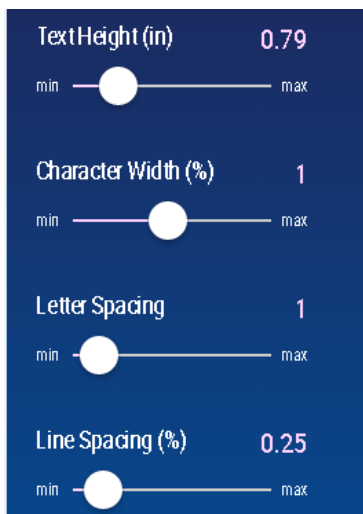 Text Height (in) 0.79
min max
Character Width (%) 1
min max
Letter Spacing 1
min max
Line Spacing (%) 0.25
min max